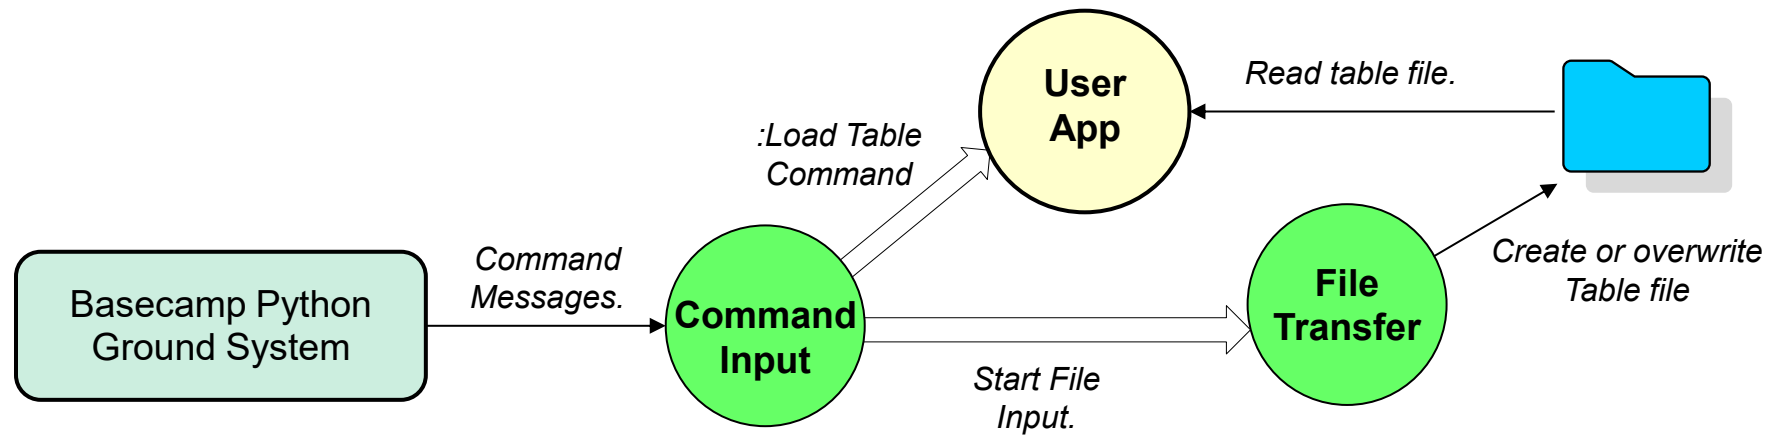 User
App
Read table file.
:Load Table
Command
Basecamp Python
Ground System
Command
Messages.
Command
Input
File
Transfer
Create or overwrite
Table file
Start File
Input.